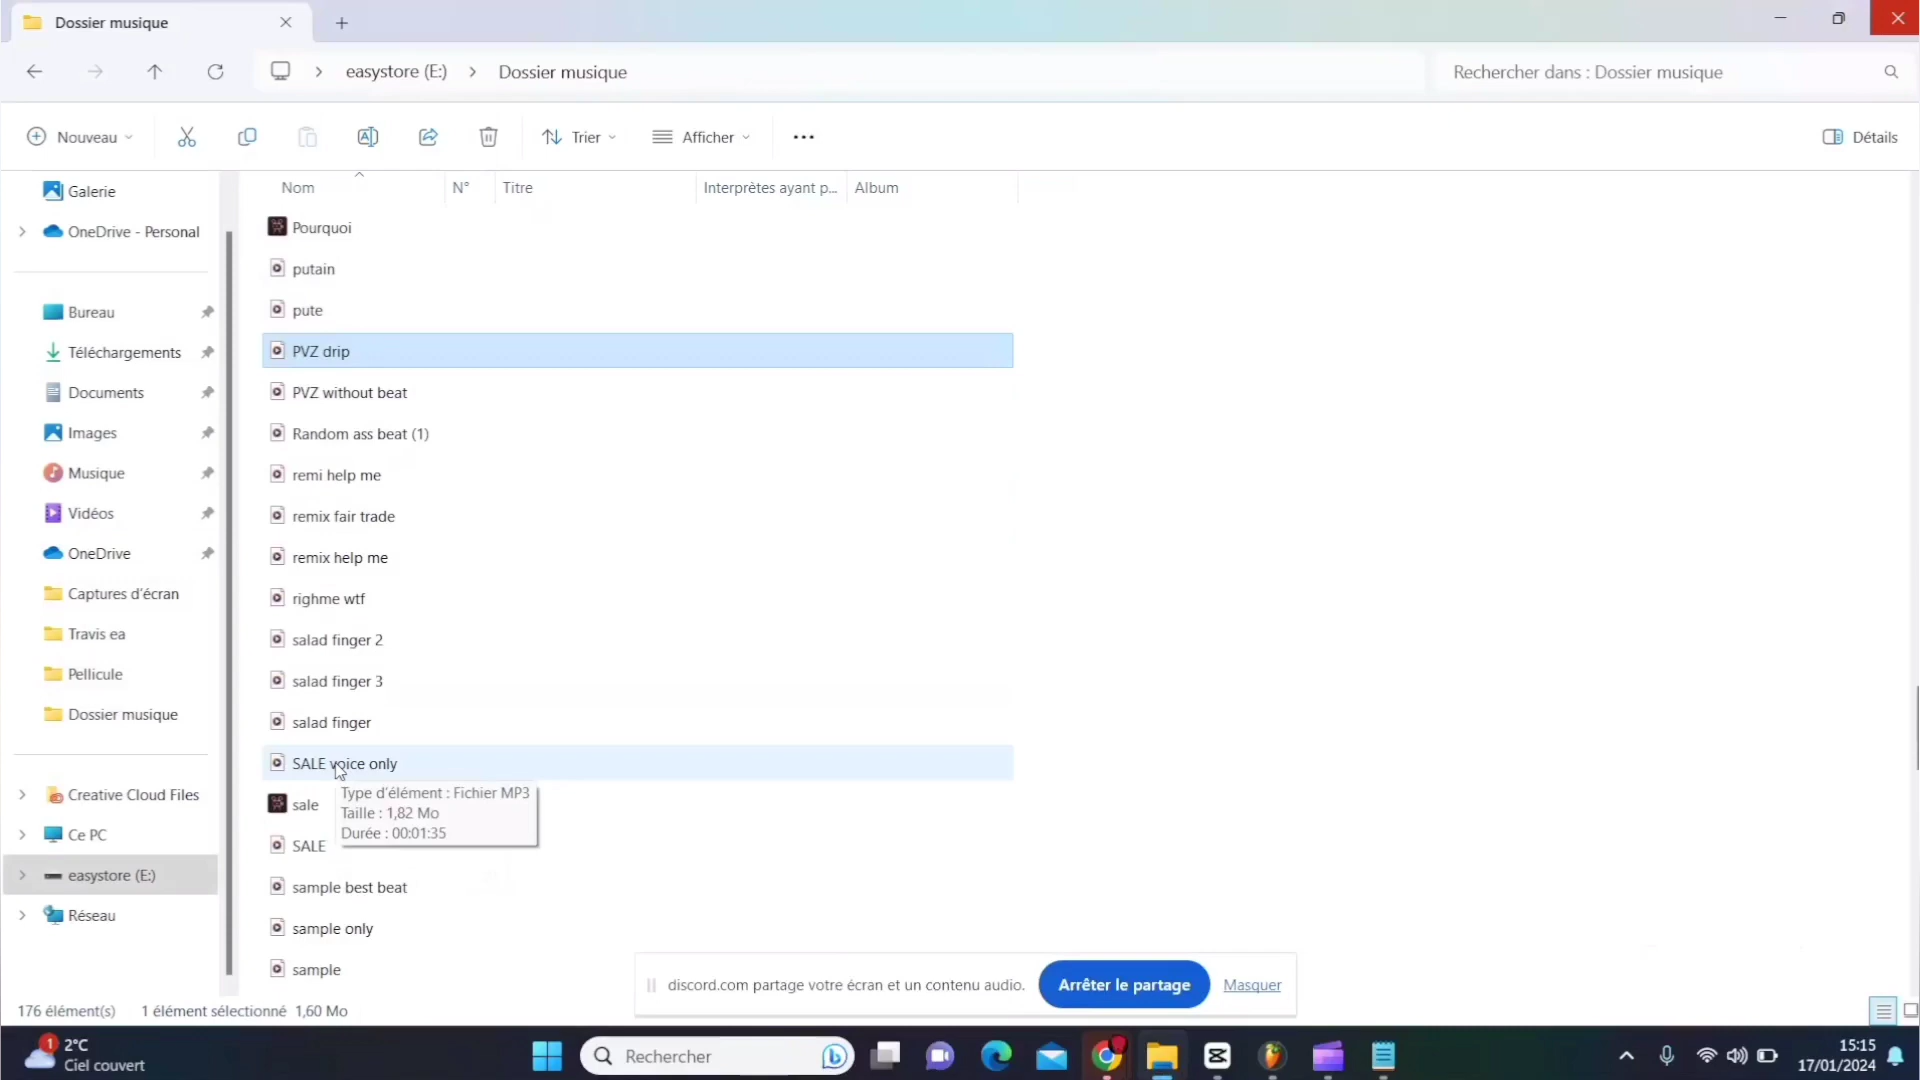 Dossier musique
easystore (E:)
Dossier musique
Rechercher dans : Dossier musique
Nouveau
Trier
Afficher
Détails
Galerie
OneDrive - Personal
Bureau
Téléchargements
Documents
Images
Musique
Vidéos
OneDrive
Captures d'écran
Travis ea
Pellicule
Dossier musique
Creative Cloud Files
Ce PC
easystore (E:)
Réseau
Nom N° Titre Interprètes ayant p... Album
Pourquoi
putain
pute
PVZ drip
PVZ without beat
Random ass beat (1)
remi help me
remix fair trade
remix help me
righme wtf
salad finger 2
salad finger 3
salad finger
SALE voice only
sale
SALE
sample best beat
sample only
sample
Type d'élément : Fichier MP3
Taille : 1,82 Mo
Durée : 00:01:35
discord.com partage votre écran et un contenu audio.
Arrêter le partage
Masquer
176 élément(s) 1 élément sélectionné 1,60 Mo
1
2°C
Ciel couvert
Rechercher
15:15
17/01/2024